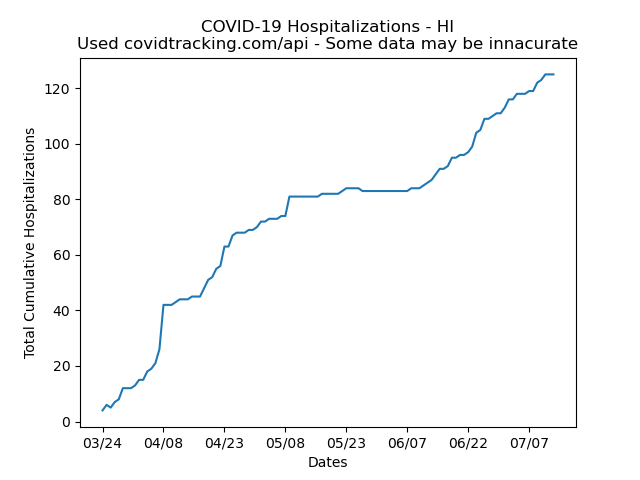 COVID-19 Hospitalizations - HI
Used covidtracking.com/api - Some data may be innacurate
Total Cumulative Hospitalizations
120
100
80
60
40
20
0
03/24 04/08 04/23 05/08 05/23 06/07 06/22 07/07
Dates